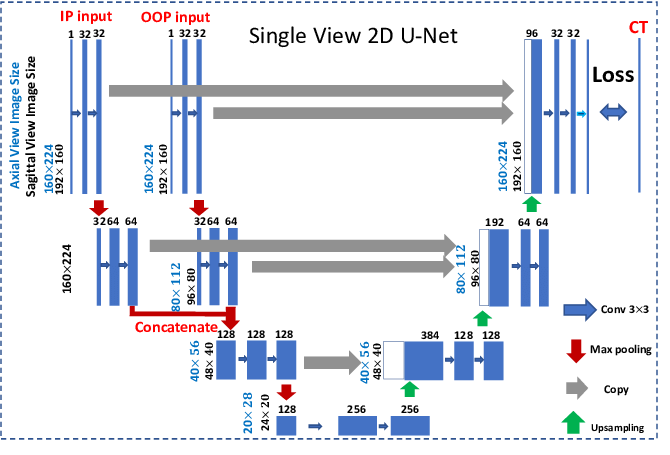 IP input
OOP input
Single View 2D U-Net
CT
1 32 32
1 32 32
96 32 32
Axial View Image Size
Sagittal View Image Size
160×224
192×160
160×224
192×160
160×224
192×160
Loss
32 64 64
32 64 64
192 64 64
160×224
80×112
96×80
80×112
96×80
Concatenate
Conv 3×3
128 128 128
384 128 128
40×56
48×40
40×56
48×40
Max pooling
Copy
128 256 256
20×28
24×20
Upsampling